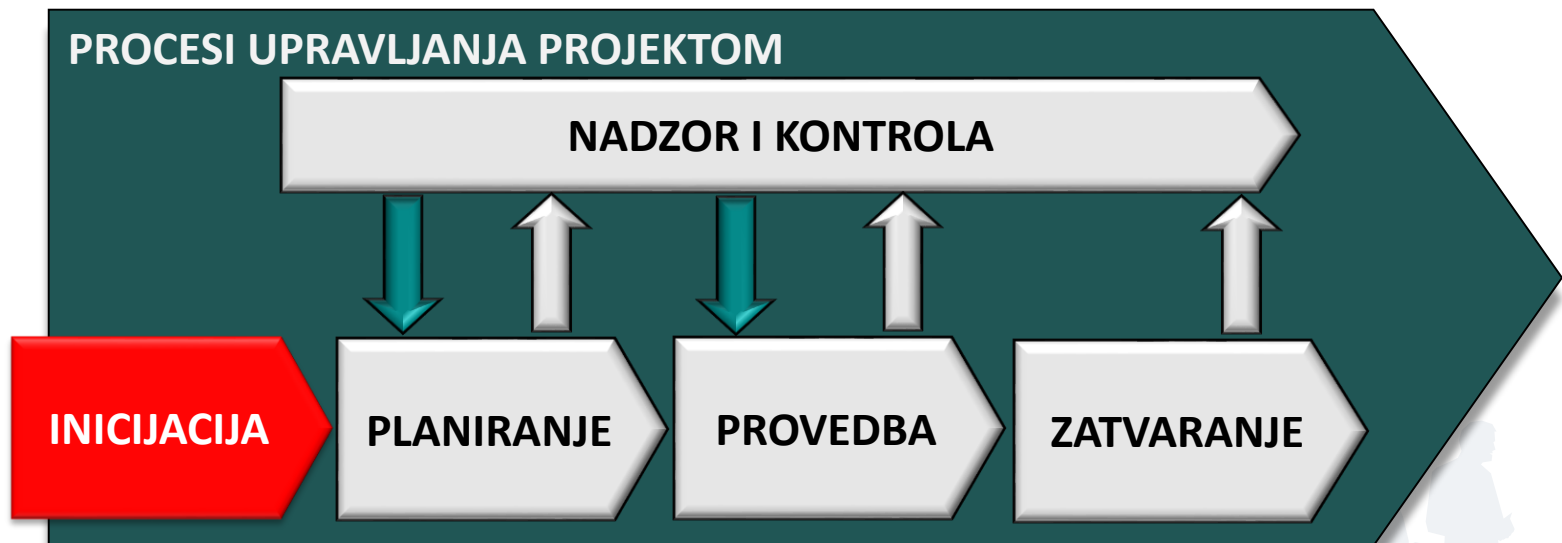 PROCESI UPRAVLJANJA PROJEKTOM
NADZOR I KONTROLA
INICIJACIJA
PLANIRANJE
PROVEDBA
ZATVARANJE